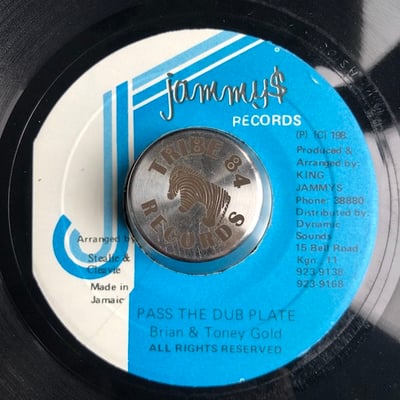 jammy$
RECORDS
(P) (C) 198
Produced &
Arranged by:
KING
JAMMYS
Phone: 38880
Distributed by:
Dynamic
Sounds
15 Bell Road,
Kgn., 11
923-9138
923-9168
TRIBE 84
RECORDS
Arranged by
Steelie &
Cleavie
Made in
Jamaic
PASS THE DUB PLATE
Brian & Toney Gold
ALL RIGHTS RESERVED